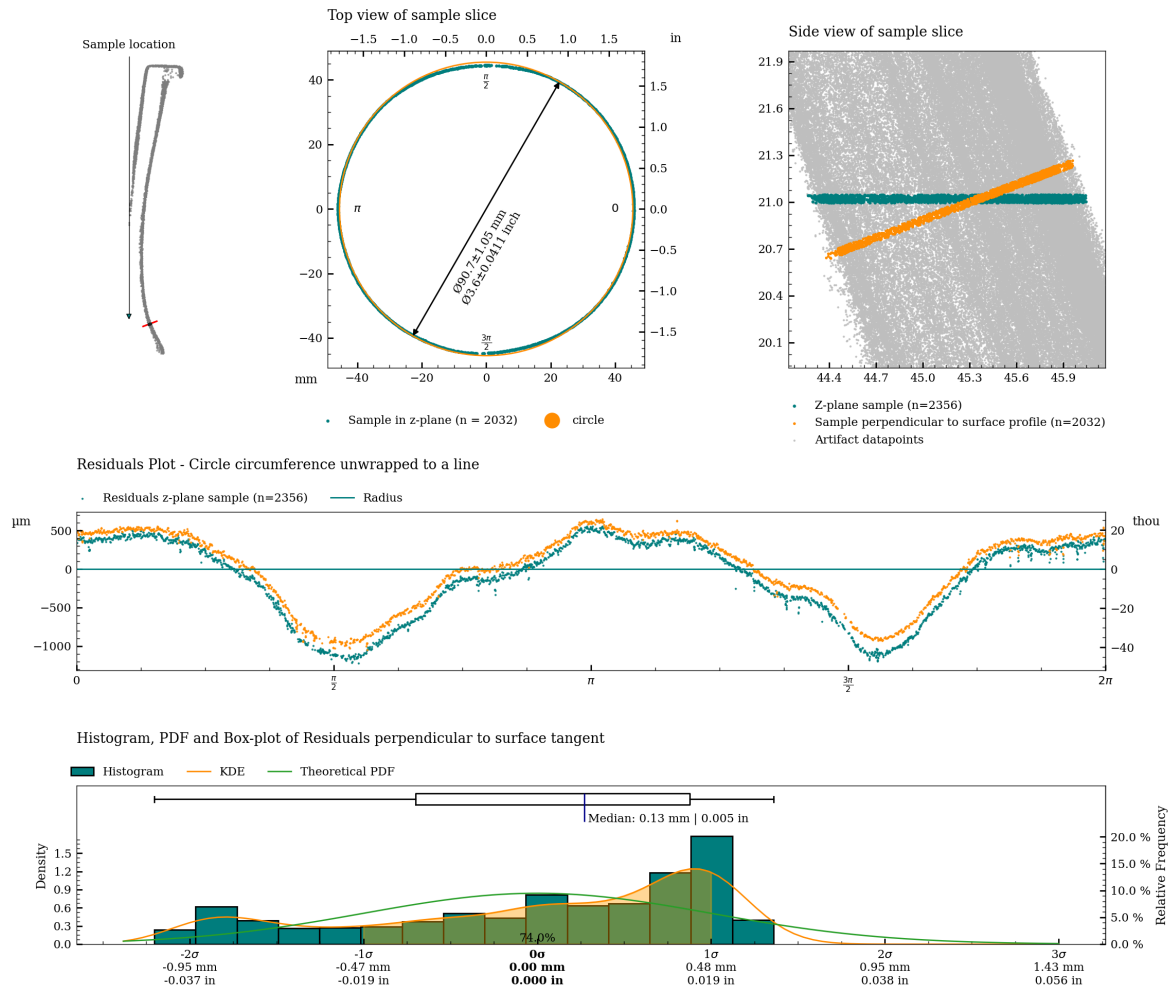 Sample location
Top view of sample slice
−1.5 −1.0 −0.5 0.0 0.5 1.0 1.5 in
40
20
0
−20
−40
1.5
1.0
0.5
0.0
−0.5
−1.0
−1.5
π/2
π
0
3π/2
Ø90.7±1.05 mm
Ø3.6±0.0411 inch
mm −40 −20 0 20 40
Sample in z-plane (n = 2032)
circle
Side view of sample slice
21.9
21.6
21.3
21.0
20.7
20.4
20.1
44.4 44.7 45.0 45.3 45.6 45.9
Z-plane sample (n=2356)
Sample perpendicular to surface profile (n=2032)
Artifact datapoints
Residuals Plot - Circle circumference unwrapped to a line
Residuals z-plane sample (n=2356)
Radius
µm
thou
500
0
−500
−1000
20
0
−20
−40
0 π/2 π 3π/2 2π
Histogram, PDF and Box-plot of Residuals perpendicular to surface tangent
Histogram
KDE
Theoretical PDF
Median: 0.13 mm | 0.005 in
Density
1.5
1.2
0.9
0.6
0.3
0.0
Relative Frequency
20.0 %
15.0 %
10.0 %
5.0 %
0.0 %
74.0%
-2σ -1σ 0σ 1σ 2σ 3σ
-0.95 mm -0.47 mm 0.00 mm 0.48 mm 0.95 mm 1.43 mm
-0.037 in -0.019 in 0.000 in 0.019 in 0.038 in 0.056 in